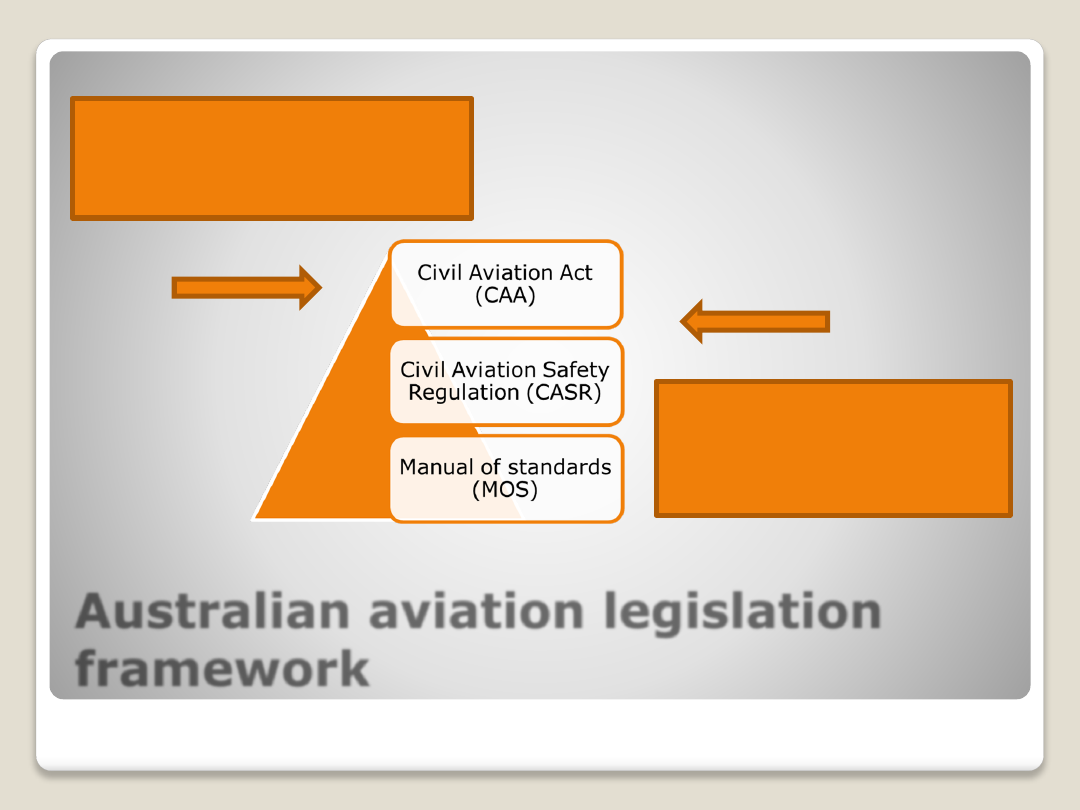 Civil Aviation Act
(CAA)
Civil Aviation Safety
Regulation (CASR)
Manual of standards
(MOS)
Australian aviation legislation
framework